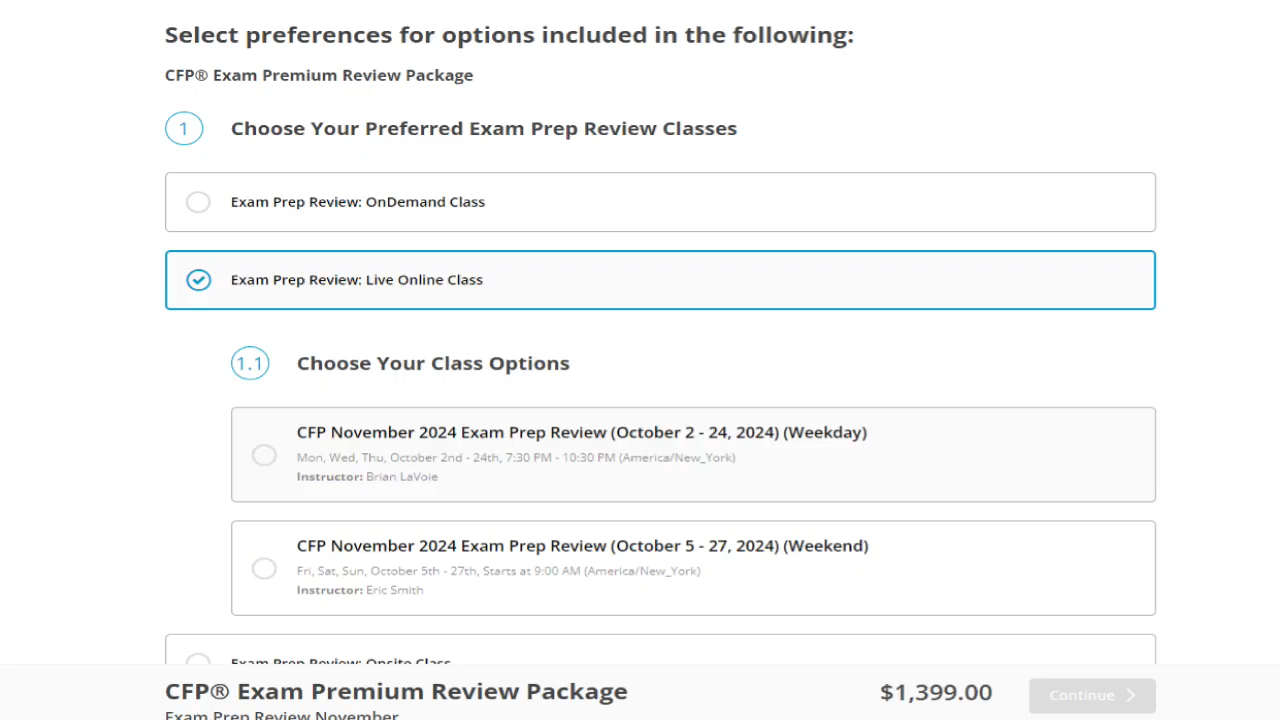 Select preferences for options included in the following:
CFP® Exam Premium Review Package
1 Choose Your Preferred Exam Prep Review Classes
Exam Prep Review: OnDemand Class
Exam Prep Review: Live Online Class
1.1 Choose Your Class Options
CFP November 2024 Exam Prep Review (October 2 - 24, 2024) (Weekday)
Mon, Wed, Thu, October 2nd - 24th, 7:30 PM - 10:30 PM (America/New_York)
Instructor: Brian LaVoie
CFP November 2024 Exam Prep Review (October 5 - 27, 2024) (Weekend)
Fri, Sat, Sun, October 5th - 27th, Starts at 9:00 AM (America/New_York)
Instructor: Eric Smith
Exam Prep Review: Onsite Class
CFP® Exam Premium Review Package
$1,399.00
Continue
Exam Prep Review November